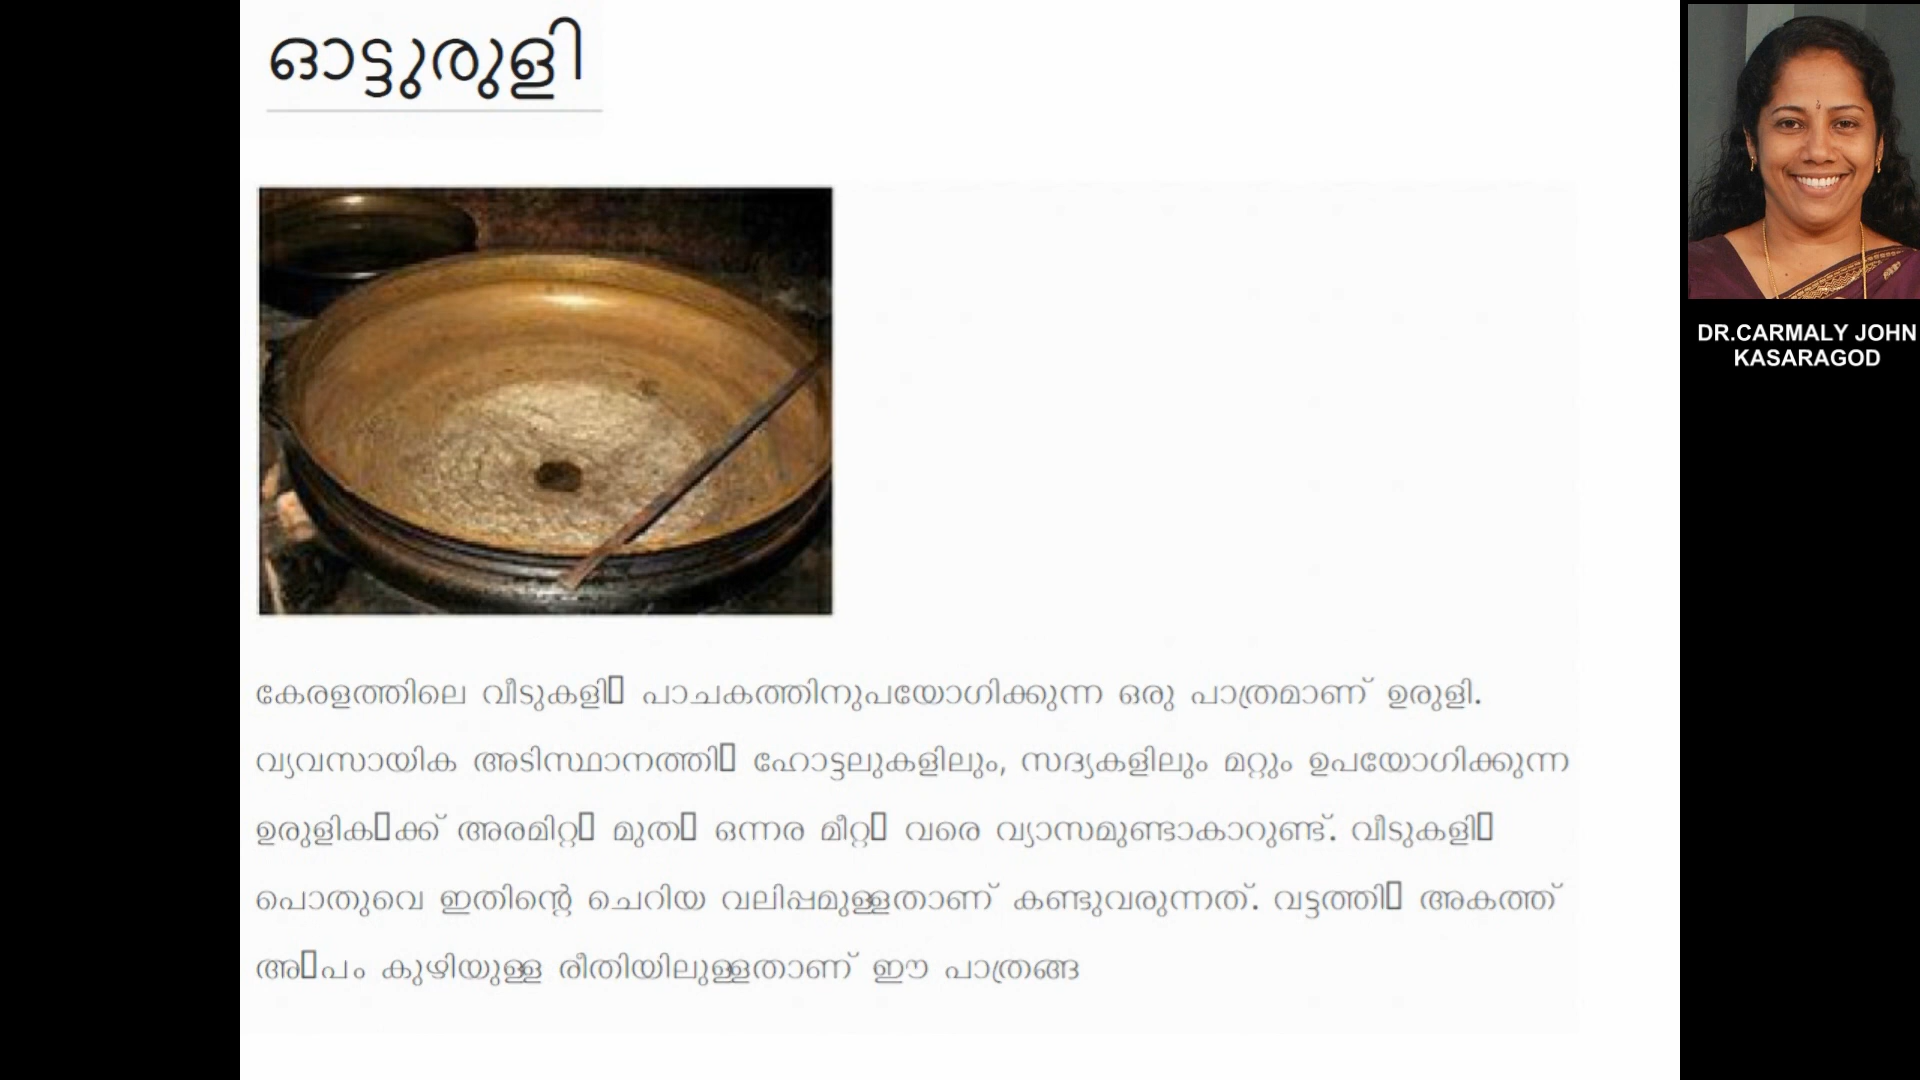 ഓട്ടുരുളി
കേരളത്തിലെ വീടുകളി▯ പാചകത്തിനുപയോഗിക്കുന്ന ഒരു പാത്രമാണ് ഉരുളി.
വ്യവസായിക അടിസ്ഥാനത്തി▯ ഹോട്ടലുകളിലും, സദ്യകളിലും മറ്റും ഉപയോഗിക്കുന്ന
ഉരുളിക▯ക്ക് അരമിറ്റ▯ മുത▯ ഒന്നര മീറ്റ▯ വരെ വ്യാസമുണ്ടാകാറുണ്ട്. വീടുകളി▯
പൊതുവെ ഇതിന്റെ ചെറിയ വലിപ്പമുള്ളതാണ് കണ്ടുവരുന്നത്. വട്ടത്തി▯ അകത്ത്
അ▯പം കുഴിയുള്ള രീതിയിലുള്ളതാണ് ഈ പാത്രങ്ങ
DR.CARMALY JOHN
KASARAGOD